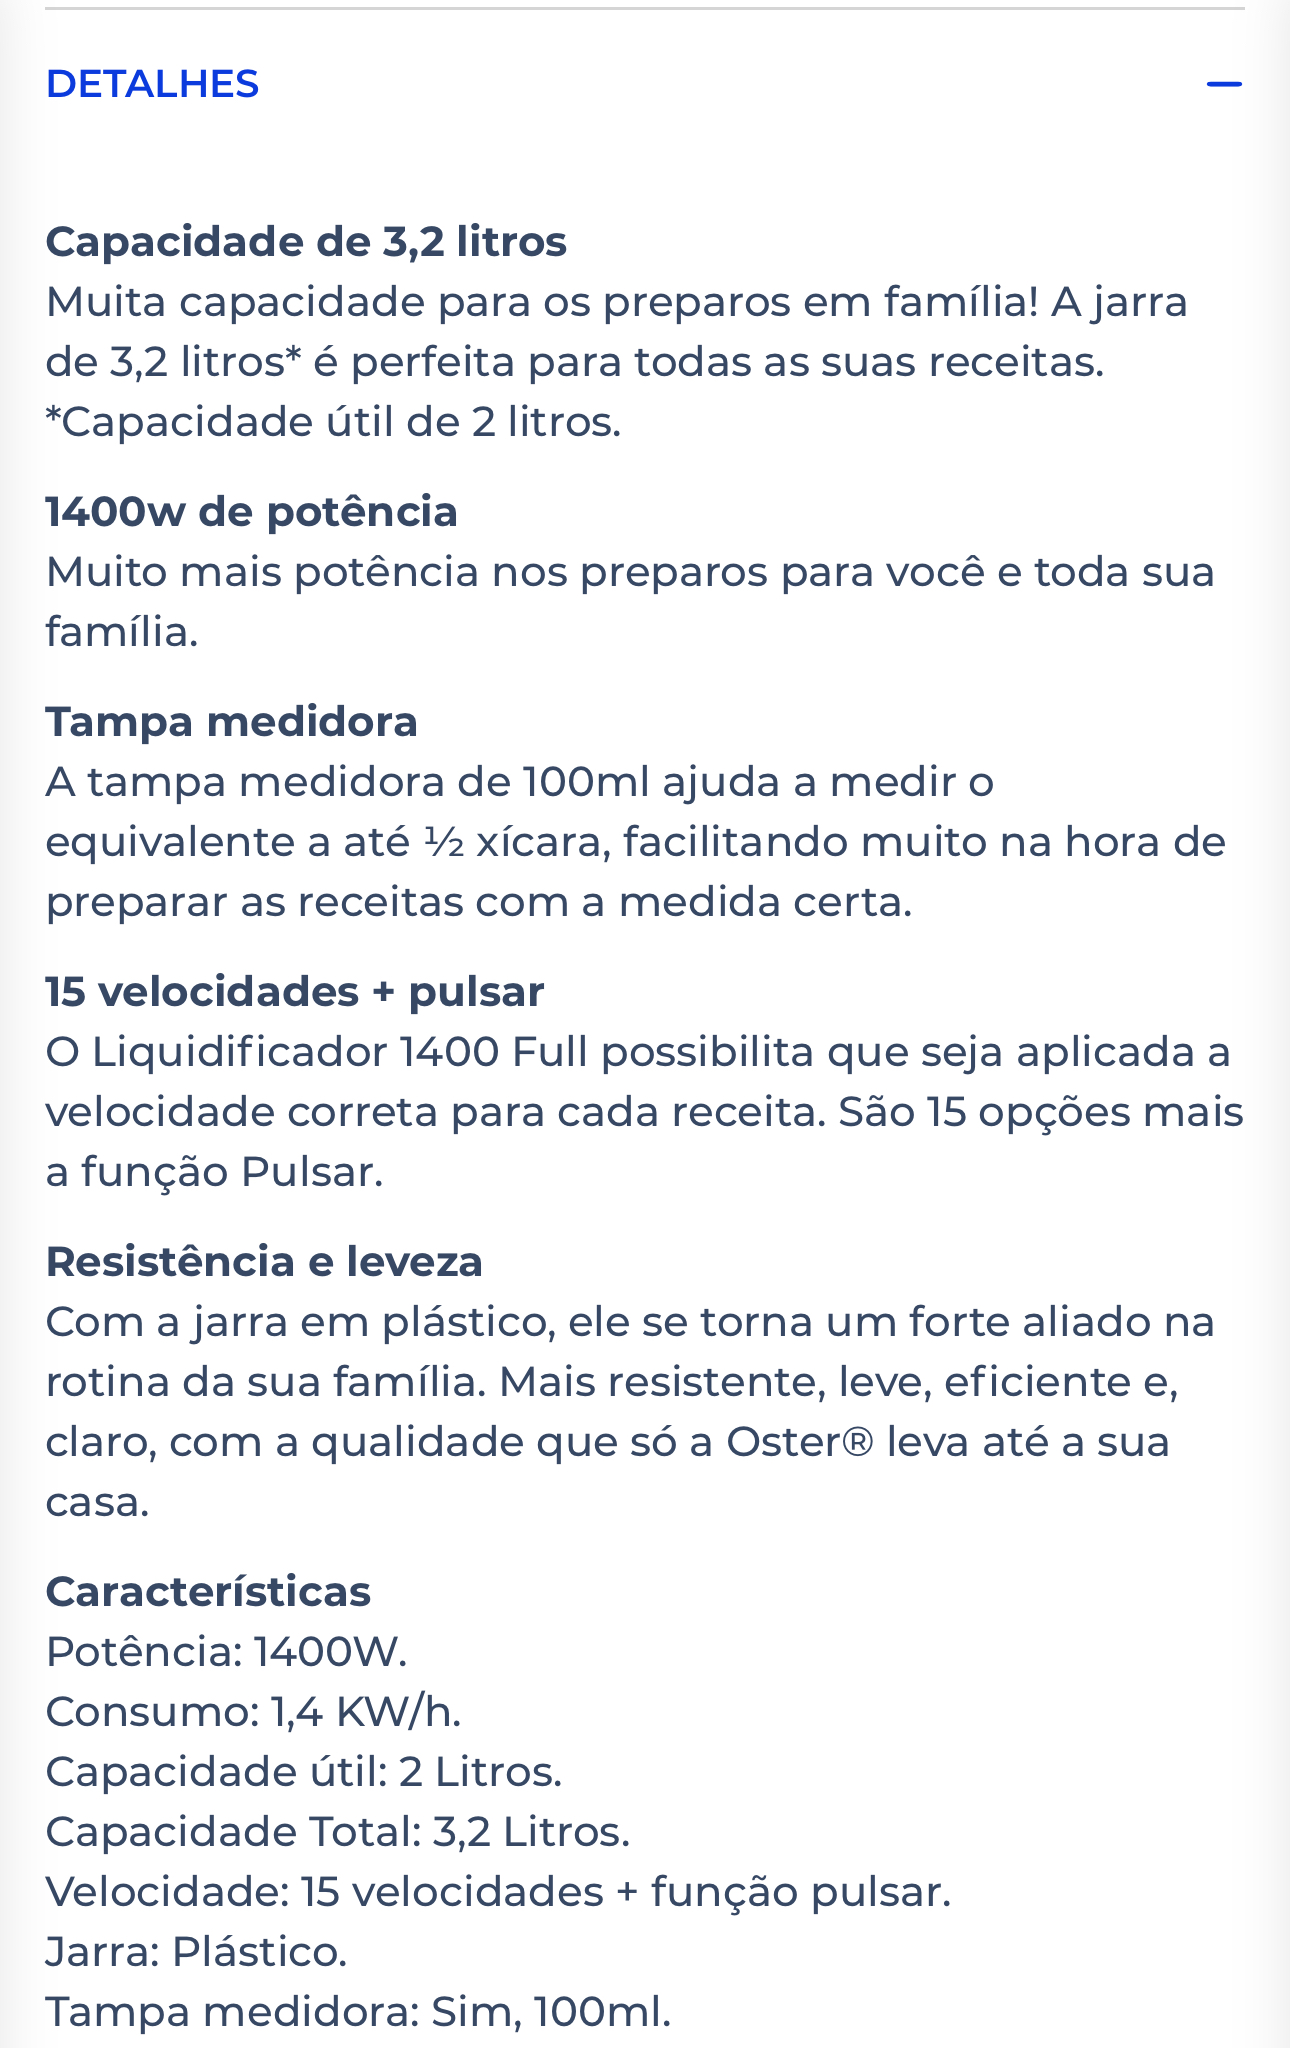 DETALHES
Capacidade de 3,2 litros
Muita capacidade para os preparos em família! A jarra
de 3,2 litros* é perfeita para todas as suas receitas.
*Capacidade útil de 2 litros.
1400w de potência
Muito mais potência nos preparos para você e toda sua
família.
Tampa medidora
A tampa medidora de 100ml ajuda a medir o
equivalente a até ½ xícara, facilitando muito na hora de
preparar as receitas com a medida certa.
15 velocidades + pulsar
O Liquidificador 1400 Full possibilita que seja aplicada a
velocidade correta para cada receita. São 15 opções mais
a função Pulsar.
Resistência e leveza
Com a jarra em plástico, ele se torna um forte aliado na
rotina da sua família. Mais resistente, leve, eficiente e,
claro, com a qualidade que só a Oster® leva até a sua
casa.
Características
Potência: 1400W.
Consumo: 1,4 KW/h.
Capacidade útil: 2 Litros.
Capacidade Total: 3,2 Litros.
Velocidade: 15 velocidades + função pulsar.
Jarra: Plástico.
Tampa medidora: Sim, 100ml.